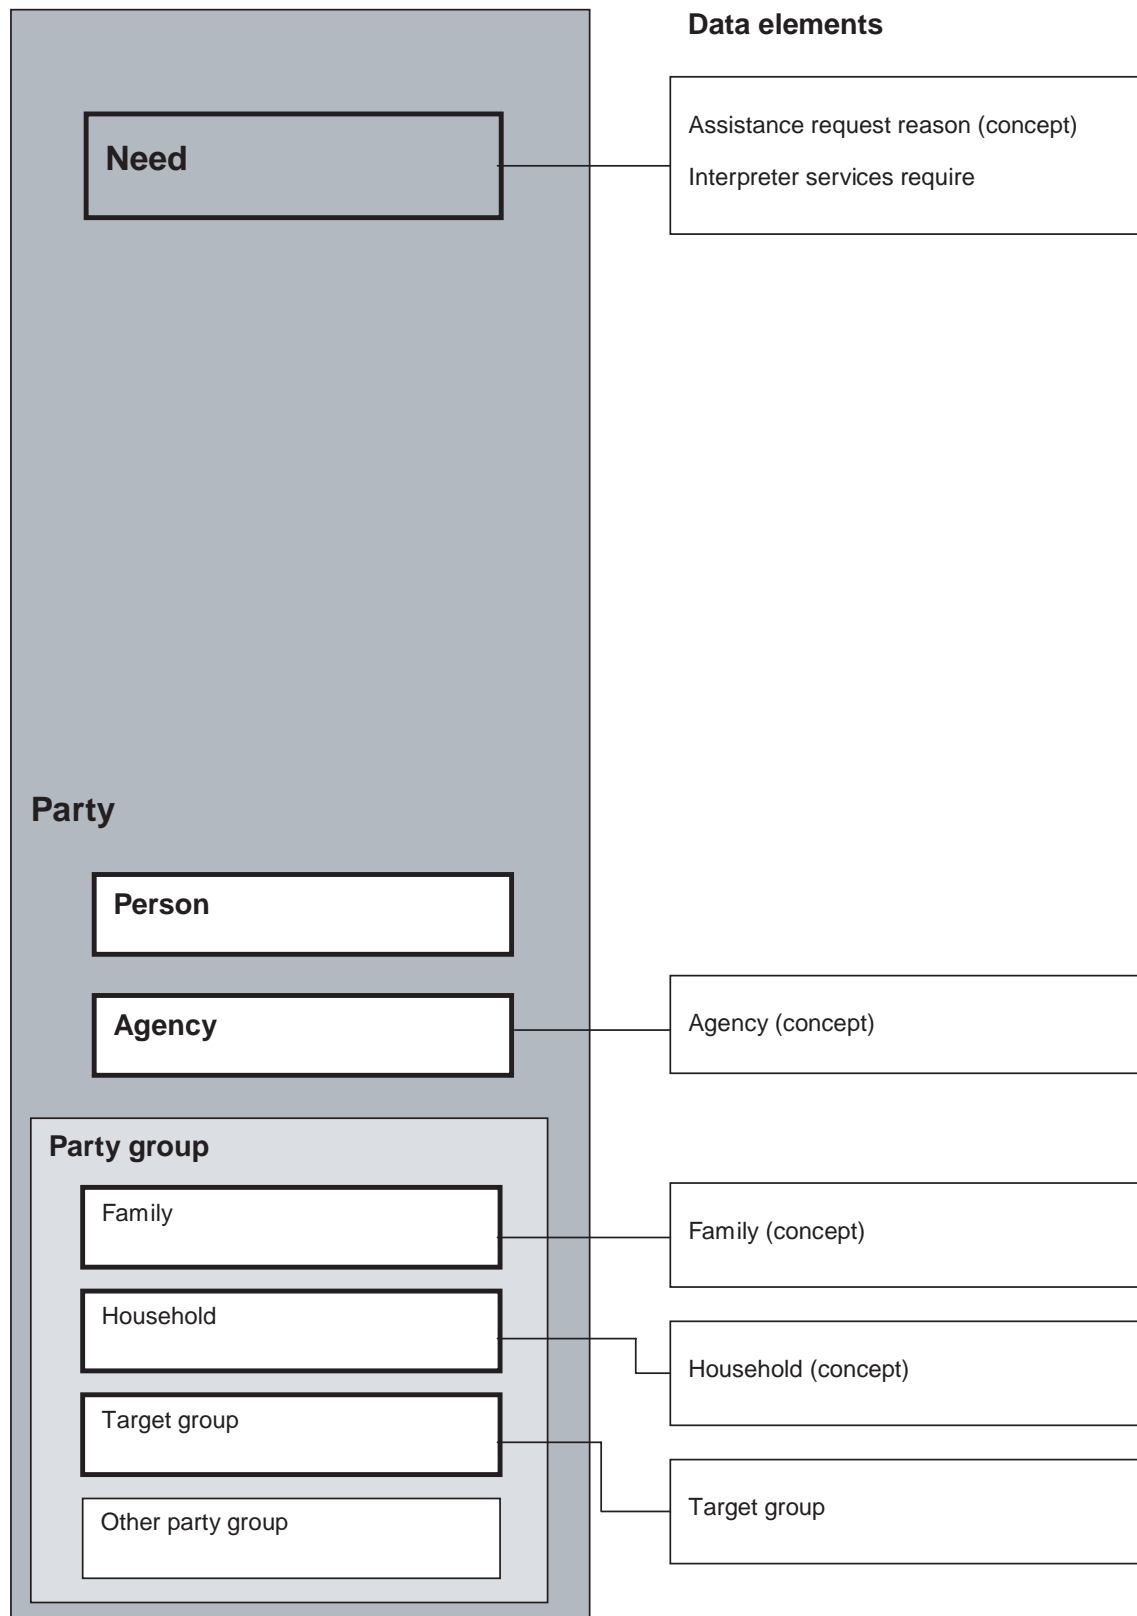 Data elements
Need
Assistance request reason (concept)
Interpreter services require
Party
Person
Agency
Agency (concept)
Party group
Family
Family (concept)
Household
Household (concept)
Target group
Target group
Other party group